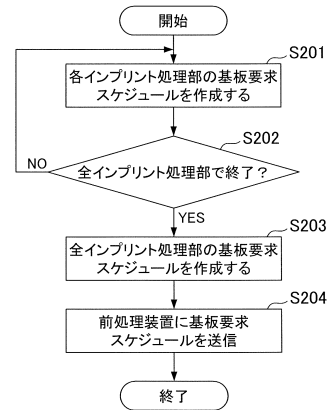 開始
S201
各インプリント処理部の基板要求
スケジュールを作成する
S202
全インプリント処理部で終了？
NO
YES
S203
全インプリント処理部の基板要求
スケジュールを作成する
S204
前処理装置に基板要求
スケジュールを送信
終了